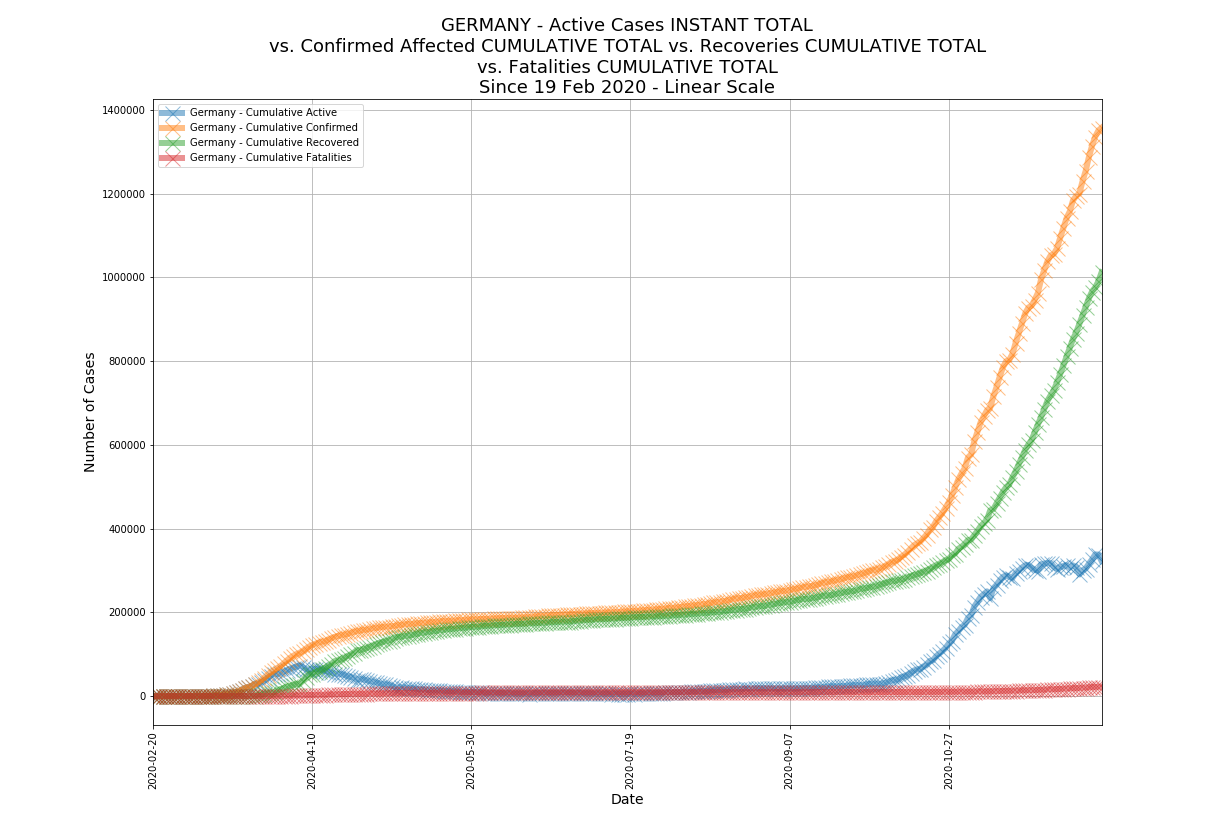 GERMANY - Active Cases INSTANT TOTAL
vs. Confirmed Affected CUMULATIVE TOTAL vs. Recoveries CUMULATIVE TOTAL
vs. Fatalities CUMULATIVE TOTAL
Since 19 Feb 2020 - Linear Scale
Germany - Cumulative Active
Germany - Cumulative Confirmed
Germany - Cumulative Recovered
Germany - Cumulative Fatalities
1400000
1200000
1000000
800000
600000
400000
200000
0
Number of Cases
2020-02-20
2020-04-10
2020-05-30
2020-07-19
2020-09-07
2020-10-27
Date